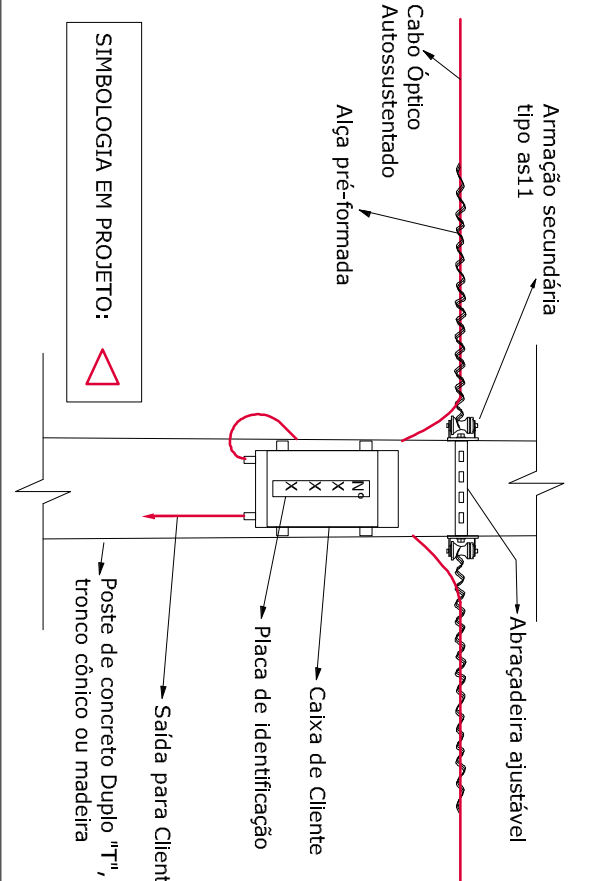 Armação secundária
tipo as11
Cabo Óptico
Autossustentado
Alça pré-formada
SIMBOLOGIA EM PROJETO:
Nº
X
X
X
Abraçadeira ajustável
Caixa de Cliente
Placa de identificação
Saída para Client
Poste de concreto Duplo "T",
tronco cônico ou madeira